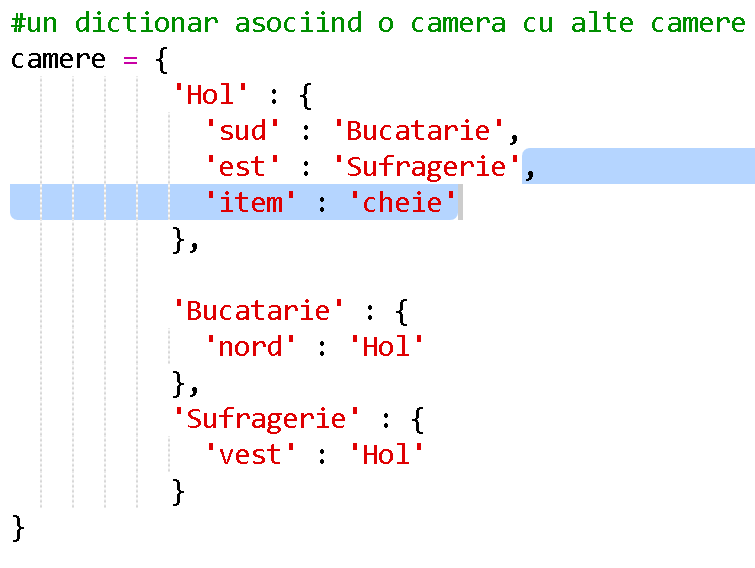 #un dictionar asociind o camera cu alte camere
camere = {
'Hol' : {
'sud' : 'Bucatarie',
'est' : 'Sufragerie',
'item' : 'cheie'
},
'Bucatarie' : {
'nord' : 'Hol'
},
'Sufragerie' : {
'vest' : 'Hol'
}
}